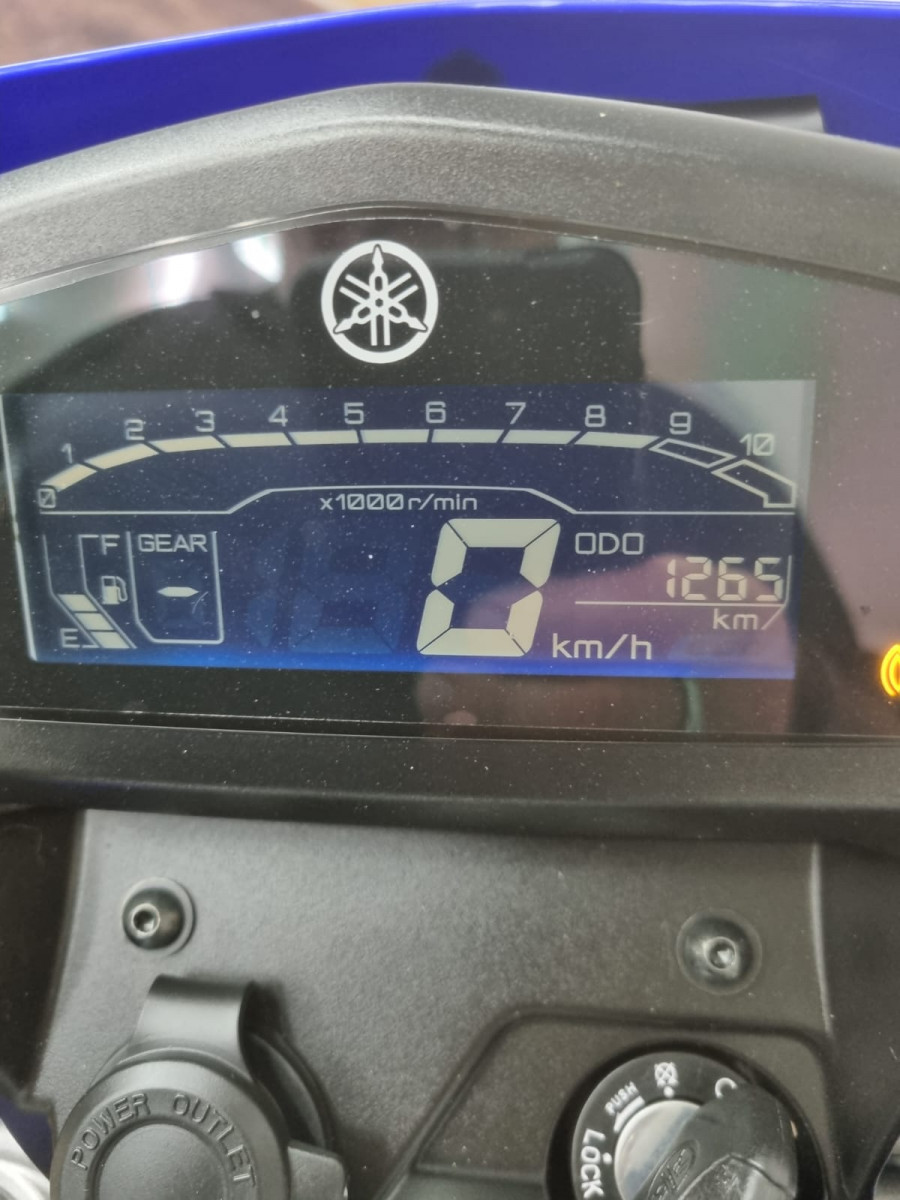 0 1 2 3 4 5 6 7 8 9 10
x1000 r/min
F
GEAR
-
E
0
km/h
ODO
1265
km
POWER OUTLET
PUSH
LOCK